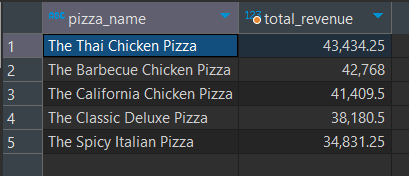 pizza_name 123 total_revenue
1 The Thai Chicken Pizza 43,434.25
2 The Barbecue Chicken Pizza 42,768
3 The California Chicken Pizza 41,409.5
4 The Classic Deluxe Pizza 38,180.5
5 The Spicy Italian Pizza 34,831.25